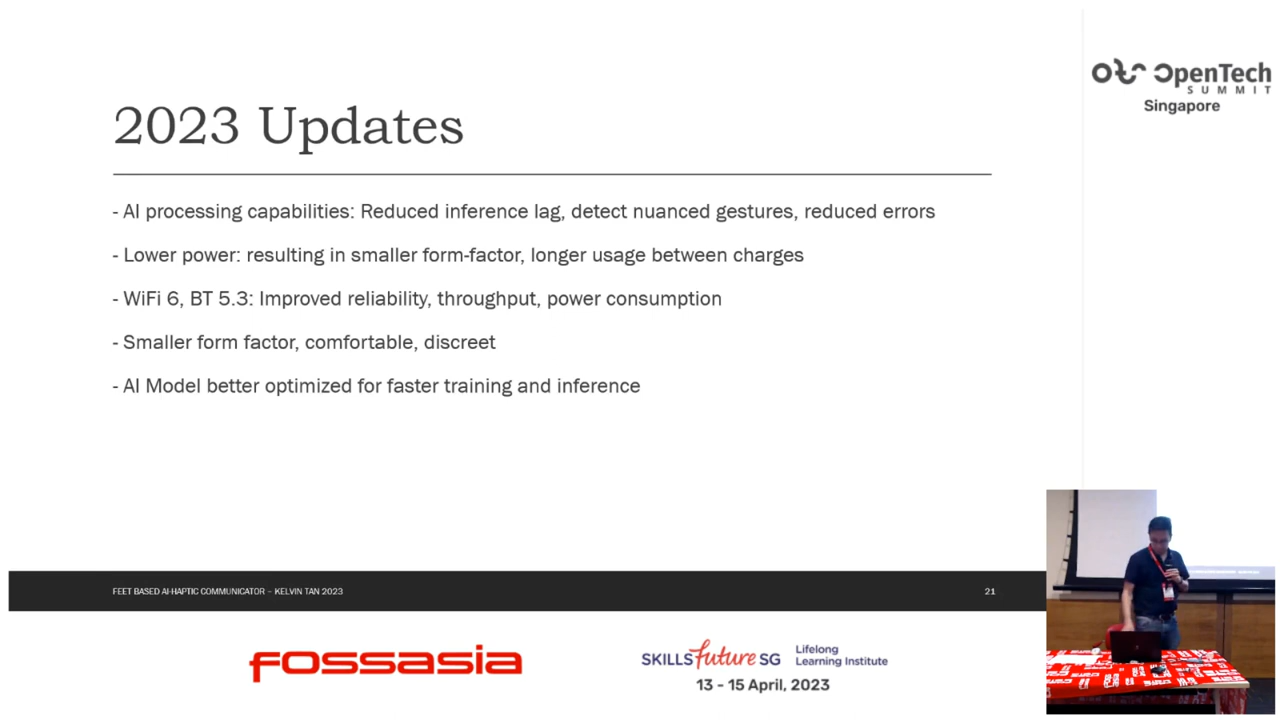 2023 Updates
- AI processing capabilities: Reduced inference lag, detect nuanced gestures, reduced errors
- Lower power: resulting in smaller form-factor, longer usage between charges
- WiFi 6, BT 5.3: Improved reliability, throughput, power consumption
- Smaller form factor, comfortable, discreet
- AI Model better optimized for faster training and inference
FEET BASED AI-HAPTIC COMMUNICATOR – KELVIN TAN 2023
21
OpenTech
SUMMIT
Singapore
FOSSASIA
SKILLSfuture SG
Lifelong
Learning Institute
13 - 15 April, 2023